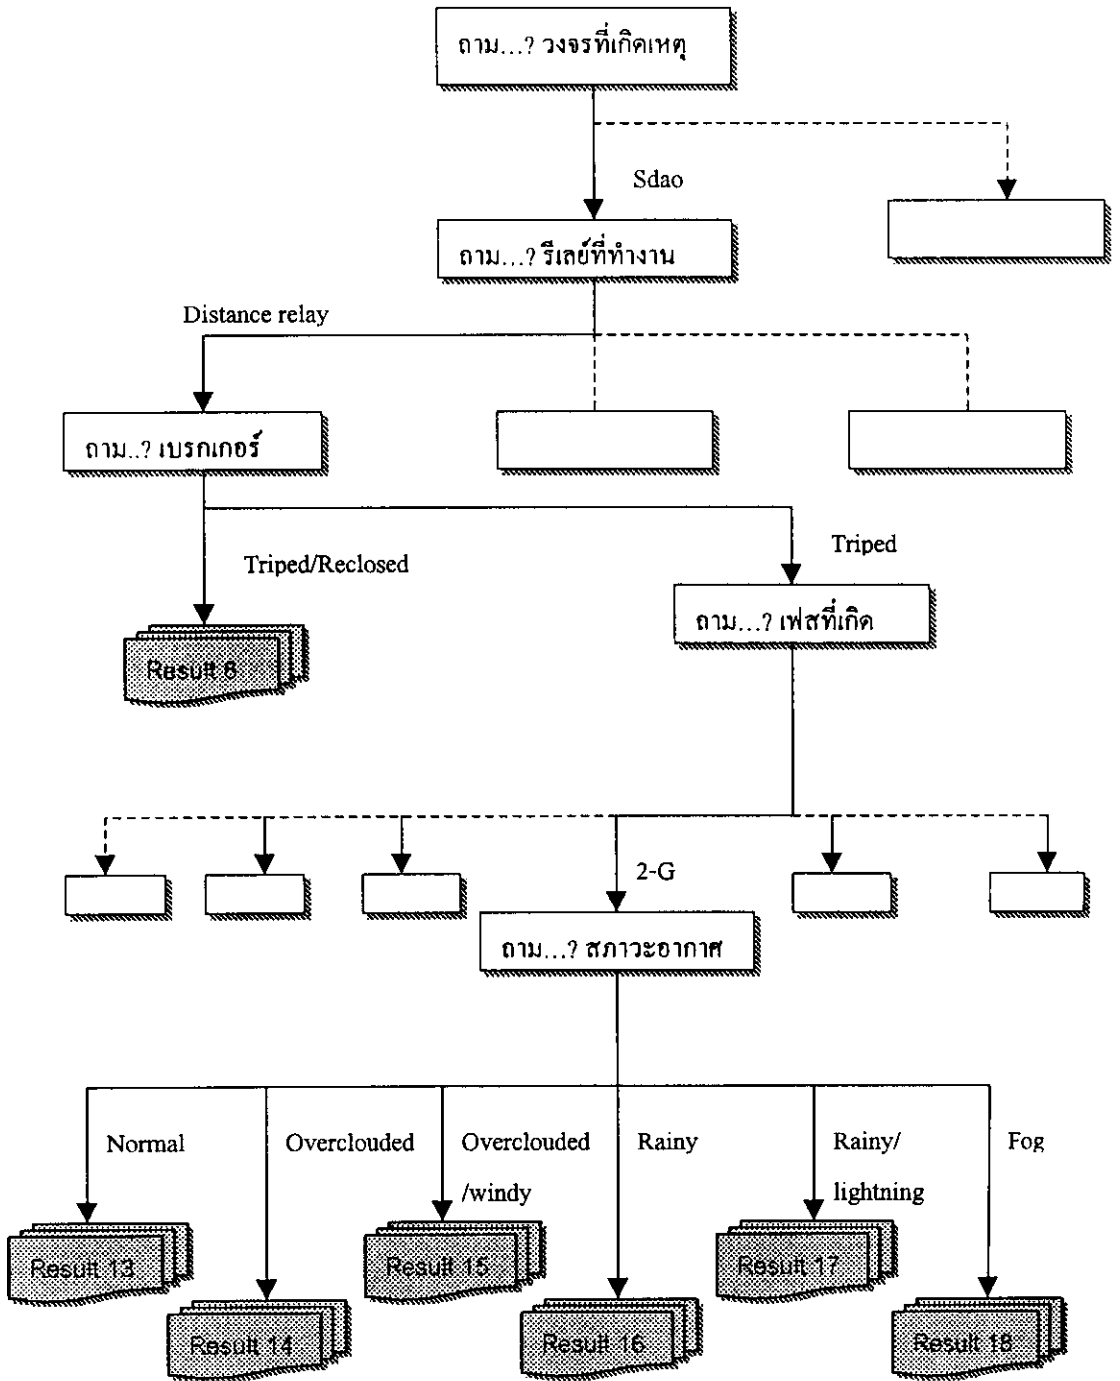 ถาม...? วงจรที่เกิดเหตุ
Sdao
ถาม...? รีเลย์ที่ทำงาน
Distance relay
ถาม..? เบรกเกอร์
Triped/Reclosed
Triped
ถาม...? เฟสที่เกิด
Result 6
2-G
ถาม...? สภาวะอากาศ
Normal
Overclouded
Overclouded
/windy
Rainy
Rainy/
lightning
Fog
Result 13
Result 14
Result 15
Result 16
Result 17
Result 18